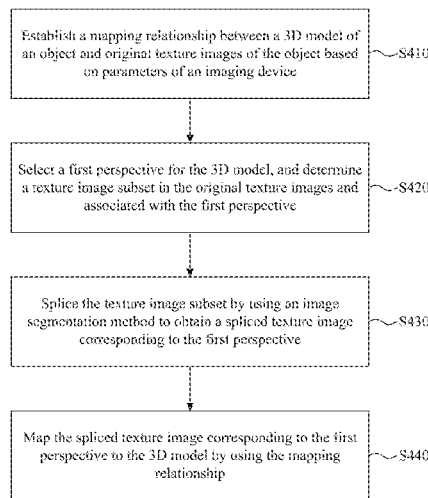 Establish a mapping relationship between a 3D model of
an object and original texture images of the object based
on parameters of an imaging device
S410
Select a first perspective for the 3D model, and determine
a texture image subset in the original texture images and
associated with the first perspective
S420
Splice the texture image subset by using an image
segmentation method to obtain a spliced texture image
corresponding to the first perspective
S430
Map the spliced texture image corresponding to the first
perspective to the 3D model by using the mapping
relationship
S440